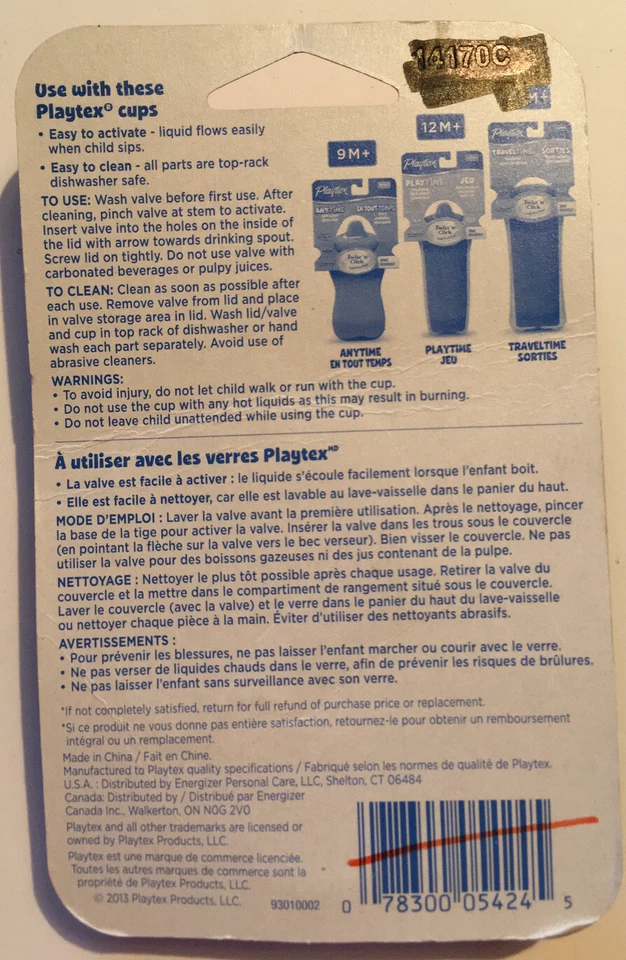 14170C
Use with these
Playtex® cups
• Easy to activate - liquid flows easily
when child sips.
• Easy to clean - all parts are top-rack
dishwasher safe.
TO USE: Wash valve before first use. After
cleaning, pinch valve at stem to activate.
Insert valve into the holes on the inside of
the lid with arrow towards drinking spout.
Screw lid on tightly. Do not use valve with
carbonated beverages or pulpy juices.
TO CLEAN: Clean as soon as possible after
each use. Remove valve from lid and place
in valve storage area in lid. Wash lid/valve
and cup in top rack of dishwasher or hand
wash each part separately. Avoid use of
abrasive cleaners.
9M+
Playtex
ANYTIME EN TOUT TEMPS
Twist 'n'
Click
ANYTIME
EN TOUT TEMPS
12M+
Playtex
PLAYTIME JEU
Twist 'n'
Click
PLAYTIME
JEU
M+
Playtex
TRAVELTIME SORTIES
Twist 'n'
Click
TRAVELTIME
SORTIES
WARNINGS:
• To avoid injury, do not let child walk or run with the cup.
• Do not use the cup with any hot liquids as this may result in burning.
• Do not leave child unattended while using the cup.
À utiliser avec les verres Playtex MD
• La valve est facile à activer : le liquide s'écoule facilement lorsque l'enfant boit.
• Elle est facile à nettoyer, car elle est lavable au lave-vaisselle dans le panier du haut.
MODE D'EMPLOI : Laver la valve avant la première utilisation. Après le nettoyage, pincer
la base de la tige pour activer la valve. Insérer la valve dans les trous sous le couvercle
(en pointant la flèche sur la valve vers le bec verseur). Bien visser le couvercle. Ne pas
utiliser la valve pour des boissons gazeuses ni des jus contenant de la pulpe.
NETTOYAGE : Nettoyer le plus tôt possible après chaque usage. Retirer la valve du
couvercle et la mettre dans le compartiment de rangement situé sous le couvercle.
Laver le couvercle (avec la valve) et le verre dans le panier du haut du lave-vaisselle
ou nettoyer chaque pièce à la main. Éviter d'utiliser des nettoyants abrasifs.
AVERTISSEMENTS :
• Pour prévenir les blessures, ne pas laisser l'enfant marcher ou courir avec le verre.
• Ne pas verser de liquides chauds dans le verre, afin de prévenir les risques de brûlures.
• Ne pas laisser l'enfant sans surveillance avec son verre.
*If not completely satisfied, return for full refund of purchase price or replacement.
*Si ce produit ne vous donne pas entière satisfaction, retournez-le pour obtenir un remboursement
intégral ou un remplacement.
Made in China / Fait en Chine.
Manufactured to Playtex quality specifications / Fabriqué selon les normes de qualité de Playtex.
U.S.A. : Distributed by Energizer Personal Care, LLC, Shelton, CT 06484
Canada: Distributed by / Distribué par Energizer
Canada Inc., Walkerton, ON N0G 2V0
Playtex and all other trademarks are licensed or
owned by Playtex Products, LLC.
Playtex est une marque de commerce licenciée.
Toutes les autres marques de commerce sont la
propriété de Playtex Products, LLC.
© 2013 Playtex Products, LLC.
93010002
0 78300 05424 5